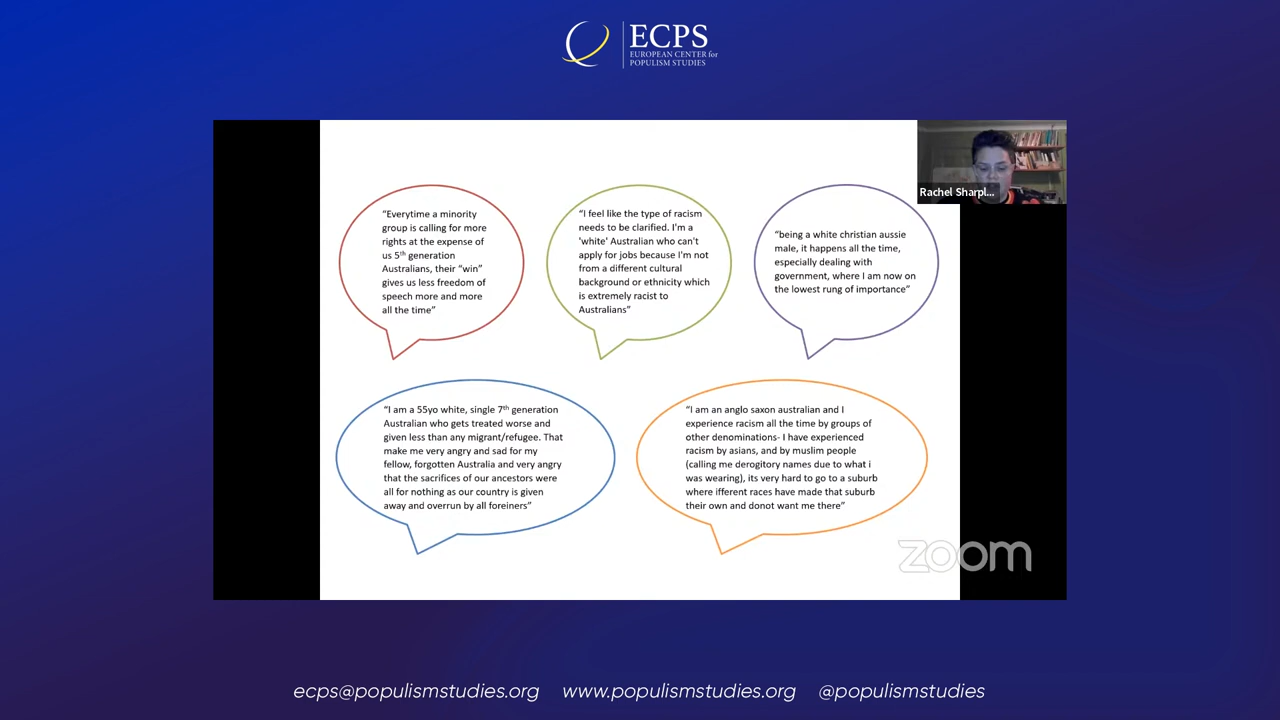 ECPS
EUROPEAN CENTER for
POPULISM STUDIES
Rachel Sharpl...
"Everytime a minority
group is calling for more
rights at the expense of
us 5th generation
Australians, their "win"
gives us less freedom of
speech more and more
all the time"
"I feel like the type of racism
needs to be clarified. I'm a
'white' Australian who can't
apply for jobs because I'm not
from a different cultural
background or ethnicity which
is extremely racist to
Australians"
"being a white christian aussie
male, it happens all the time,
especially dealing with
government, where I am now on
the lowest rung of importance"
"I am a 55yo white, single 7th generation
Australian who gets treated worse and
given less than any migrant/refugee. That
make me very angry and sad for my
fellow, forgotten Australia and very angry
that the sacrifices of our ancestors were
all for nothing as our country is given
away and overrun by all foreiners"
"I am an anglo saxon australian and I
experience racism all the time by groups of
other denominations- I have experienced
racism by asians, and by muslim people
(calling me derogitory names due to what i
was wearing), its very hard to go to a suburb
where ifferent races have made that suburb
their own and donot want me there"
zoom
ecps@populismstudies.org www.populismstudies.org @populismstudies